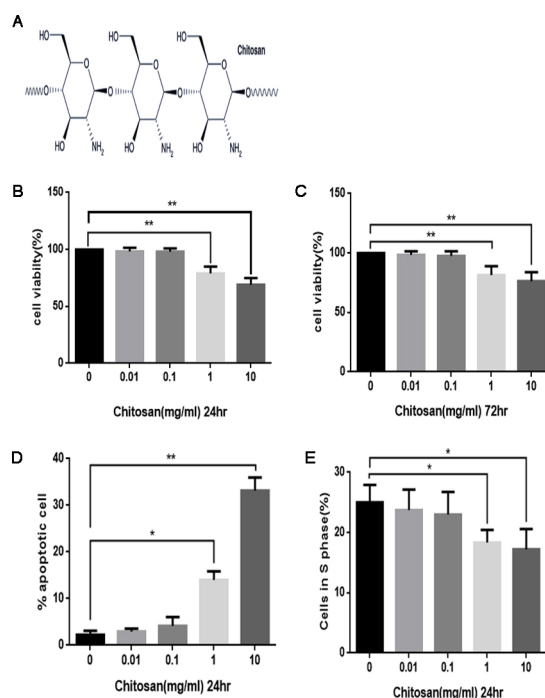 A
HO HO HO Chitosan
O O O
O O O O
HO NH2 HO NH2 HO NH2
B
150
100
50
0
cell viabilty(%)
**
**
0 0.01 0.1 1 10
Chitosan(mg/ml) 24hr
C
150
100
50
0
cell viabilty(%)
**
**
0 0.01 0.1 1 10
Chitosan(mg/ml) 72hr
D
40
30
20
10
0
% apoptotic cell
**
*
0 0.01 0.1 1 10
Chitosan(mg/ml) 24hr
E
30
20
10
0
Cells in S phase(%)
*
*
0 0.01 0.1 1 10
Chitosan(mg/ml) 24hr